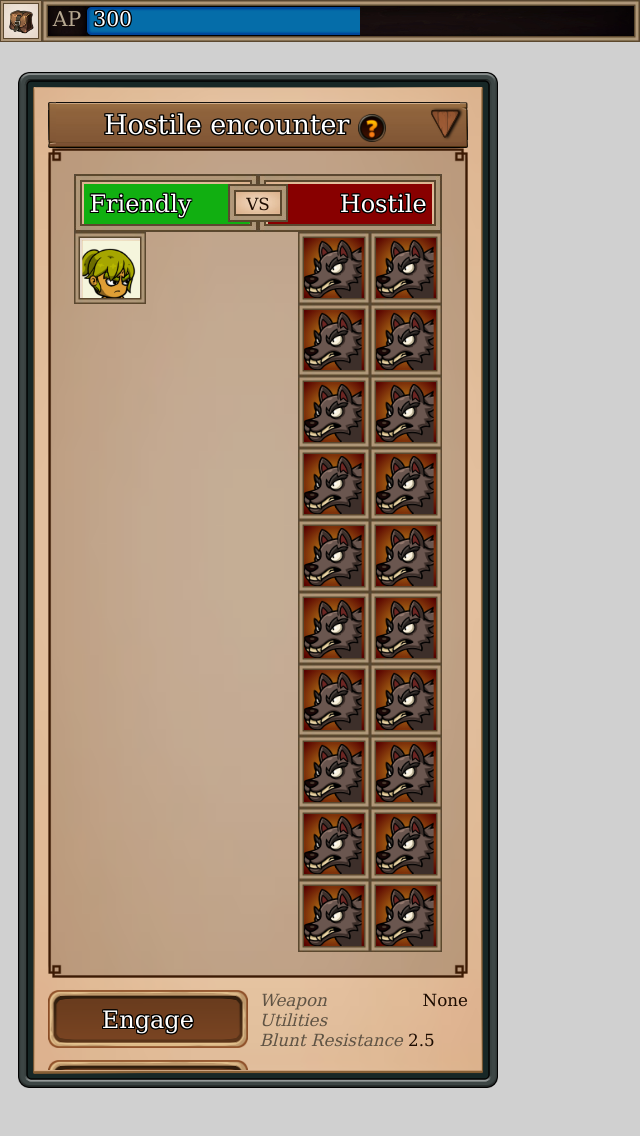 AP 300
Hostile encounter ?
Friendly VS Hostile
Engage
Weapon None
Utilities
Blunt Resistance 2.5